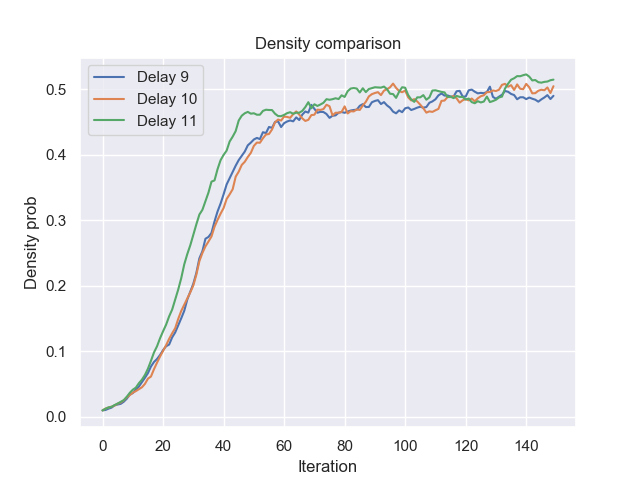 Density comparison
Delay 9
Delay 10
Delay 11
Density prob
0.5
0.4
0.3
0.2
0.1
0.0
0 20 40 60 80 100 120 140
Iteration